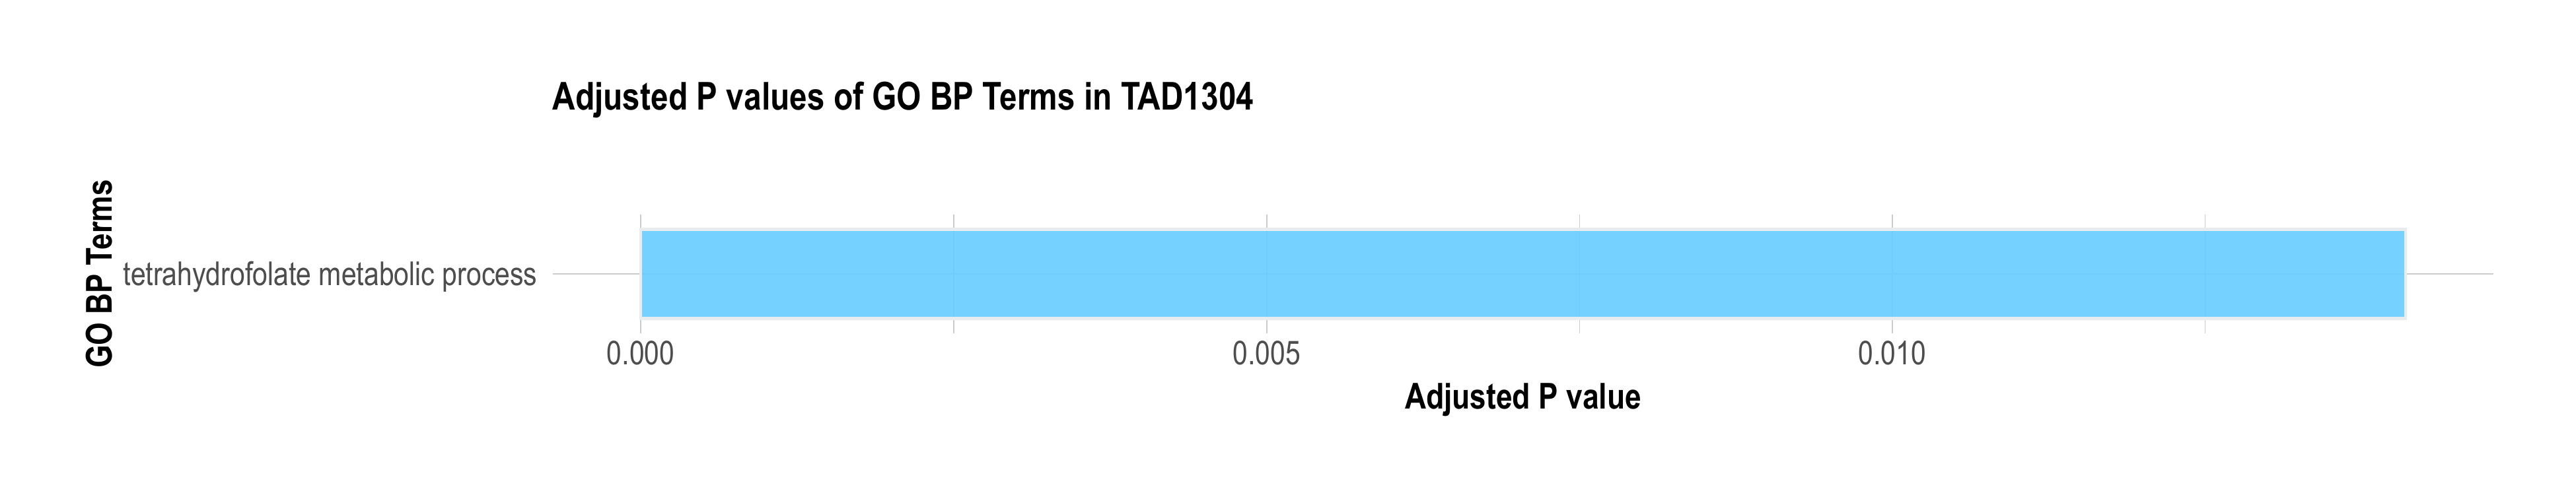 Adjusted P values of GO BP Terms in TAD1304
GO BP Terms
tetrahydrofolate metabolic process
0.000 0.005 0.010
Adjusted P value